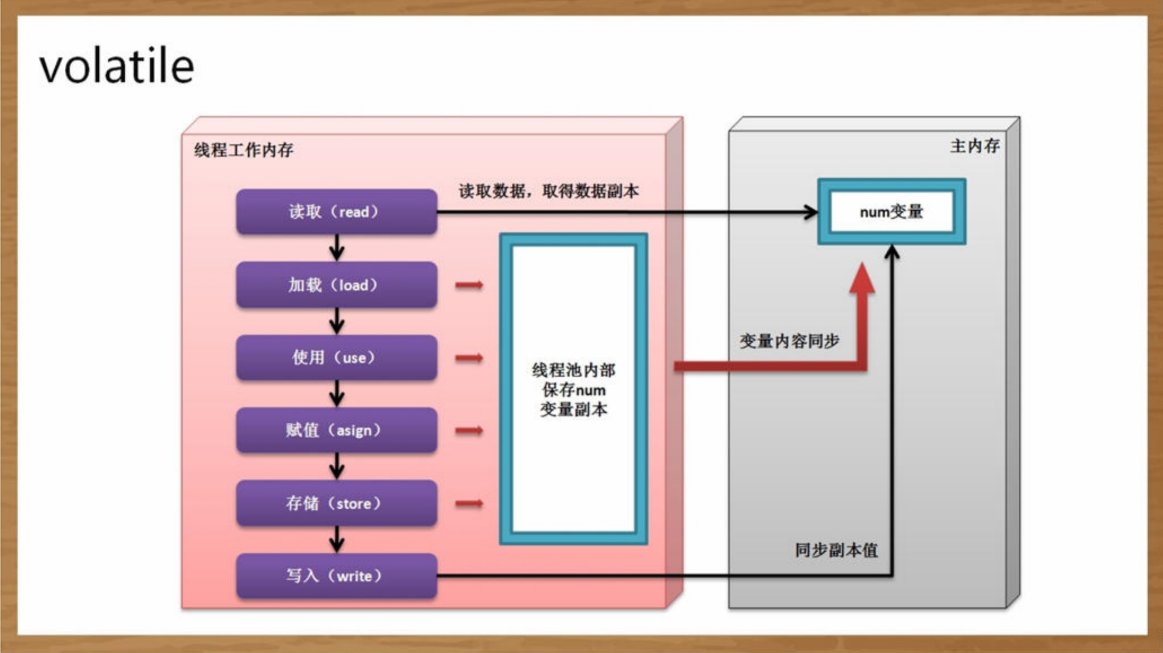 volatile
线程工作内存
主内存
读取（read）
读取数据，取得数据副本
num变量
加载（load）
使用（use）
变量内容同步
线程池内部
保存num
变量副本
赋值（asign）
存储（store）
同步副本值
写入（write）